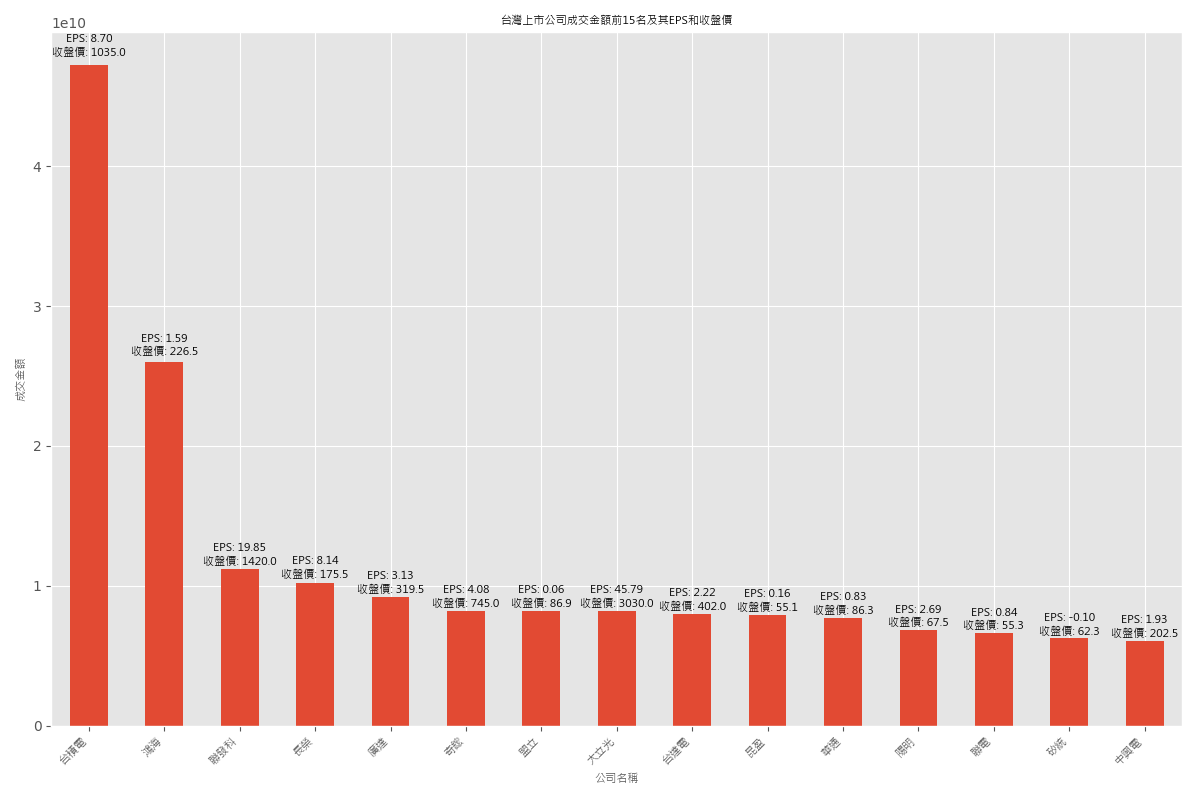 台灣上市公司成交金額前15名及其EPS和收盤價
1e10
EPS: 8.70
收盤價: 1035.0
EPS: 1.59
收盤價: 226.5
EPS: 19.85
收盤價: 1420.0
EPS: 8.14
收盤價: 175.5
EPS: 3.13
收盤價: 319.5
EPS: 4.08
收盤價: 745.0
EPS: 0.06
收盤價: 86.9
EPS: 45.79
收盤價: 3030.0
EPS: 2.22
收盤價: 402.0
EPS: 0.16
收盤價: 55.1
EPS: 0.83
收盤價: 86.3
EPS: 2.69
收盤價: 67.5
EPS: 0.84
收盤價: 55.3
EPS: -0.10
收盤價: 62.3
EPS: 1.93
收盤價: 202.5
4
3
2
1
0
成交金額
台積電
鴻海
聯發科
長榮
廣達
奇鋐
盟立
大立光
台達電
昆盈
華通
陽明
聯電
矽統
中興電
公司名稱